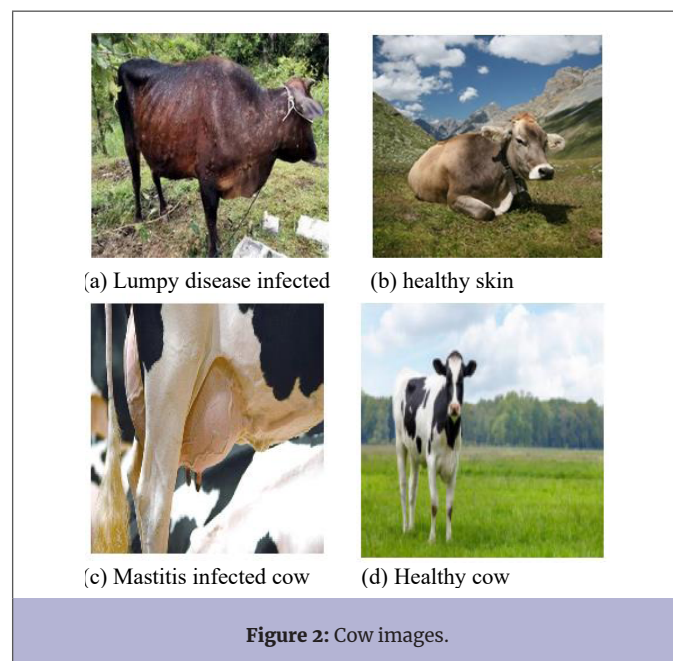 (a) Lumpy disease infected
(b) healthy skin
(c) Mastitis infected cow
(d) Healthy cow
Figure 2: Cow images.